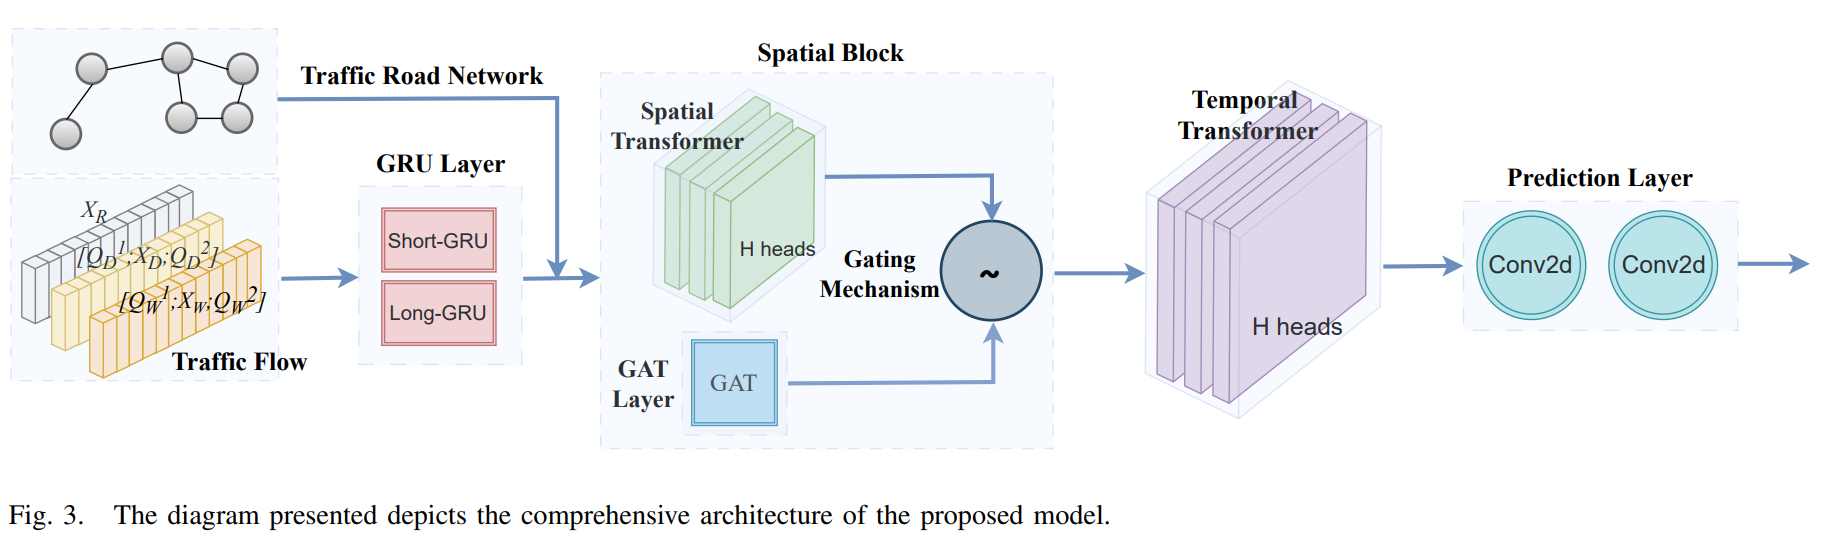 Traffic Road Network
X_R
[Q_D^1;X_D;Q_D^2]
[Q_W^1;X_W;Q_W^2]
Traffic Flow
GRU Layer
Short-GRU
Long-GRU
Spatial Block
Spatial
Transformer
H heads
Gating
Mechanism
~
GAT
Layer
GAT
Temporal
Transformer
H heads
Prediction Layer
Conv2d
Conv2d
Fig. 3. The diagram presented depicts the comprehensive architecture of the proposed model.